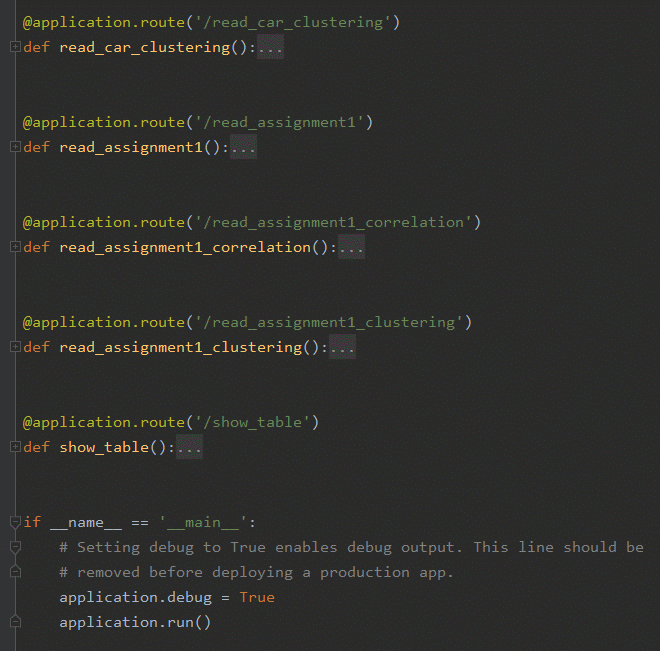 @application.route('/read_car_clustering')
def read_car_clustering():...
@application.route('/read_assignment1')
def read_assignment1():...
@application.route('/read_assignment1_correlation')
def read_assignment1_correlation():...
@application.route('/read_assignment1_clustering')
def read_assignment1_clustering():...
@application.route('/show_table')
def show_table():...
if __name__ == '__main__':
    # Setting debug to True enables debug output. This line should be
    # removed before deploying a production app.
    application.debug = True
    application.run()